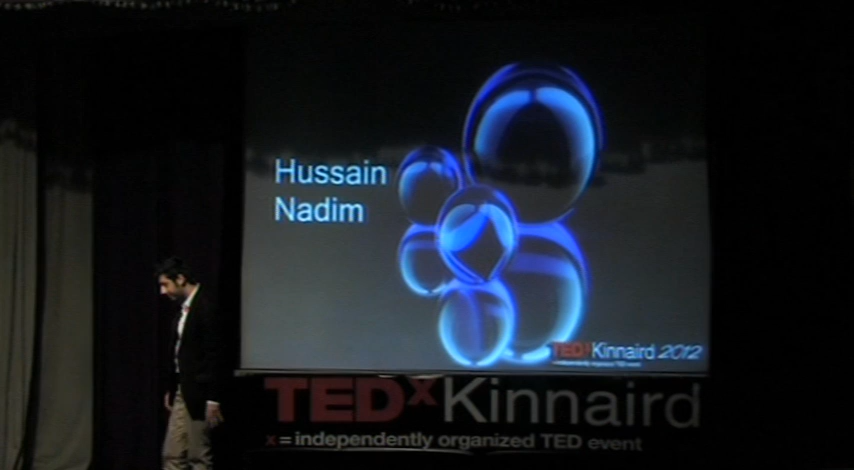 Hussain
Nadim
TEDxKinnaird 2012
TEDxKinnaird
x = independently organized TED event